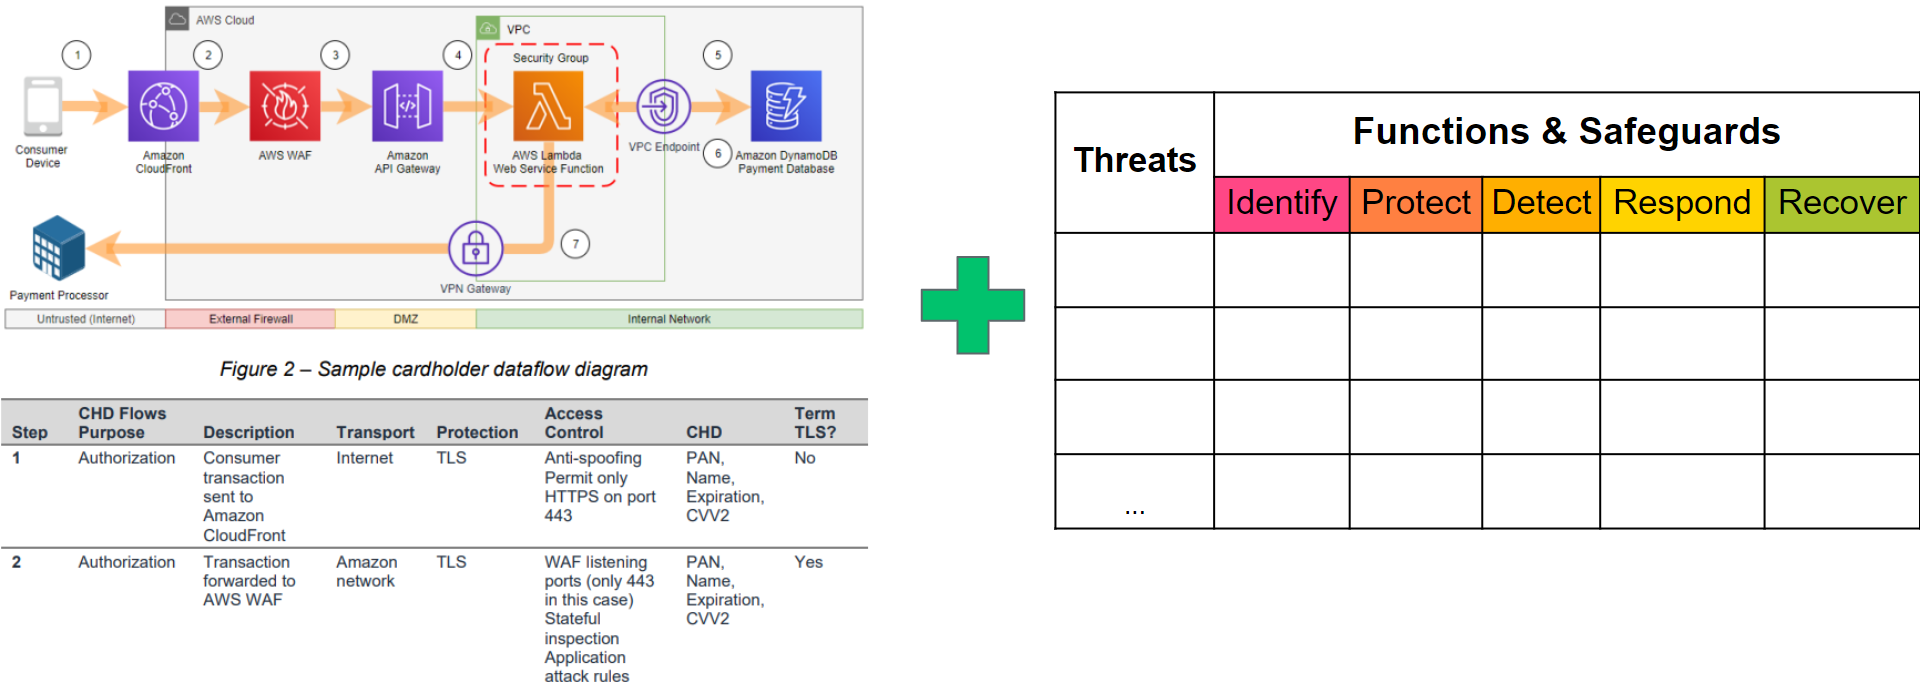 AWS Cloud
VPC
1
2
3
4
5
Security Group
Consumer
Device
Amazon
CloudFront
AWS WAF
Amazon
API Gateway
AWS Lambda
Web Service Function
VPC Endpoint
6
Amazon DynamoDB
Payment Database
7
Payment Processor
VPN Gateway
Untrusted (Internet)
External Firewall
DMZ
Internal Network
Figure 2 – Sample cardholder dataflow diagram
Step
CHD Flows
Purpose
Description
Transport
Protection
Access
Control
CHD
Term
TLS?
1
Authorization
Consumer
transaction
sent to
Amazon
CloudFront
Internet
TLS
Anti-spoofing
Permit only
HTTPS on port
443
PAN,
Name,
Expiration,
CVV2
No
2
Authorization
Transaction
forwarded to
AWS WAF
Amazon
network
TLS
WAF listening
ports (only 443
in this case)
Stateful
inspection
Application
attack rules
PAN,
Name,
Expiration,
CVV2
Yes
Threats
Functions & Safeguards
Identify
Protect
Detect
Respond
Recover
...